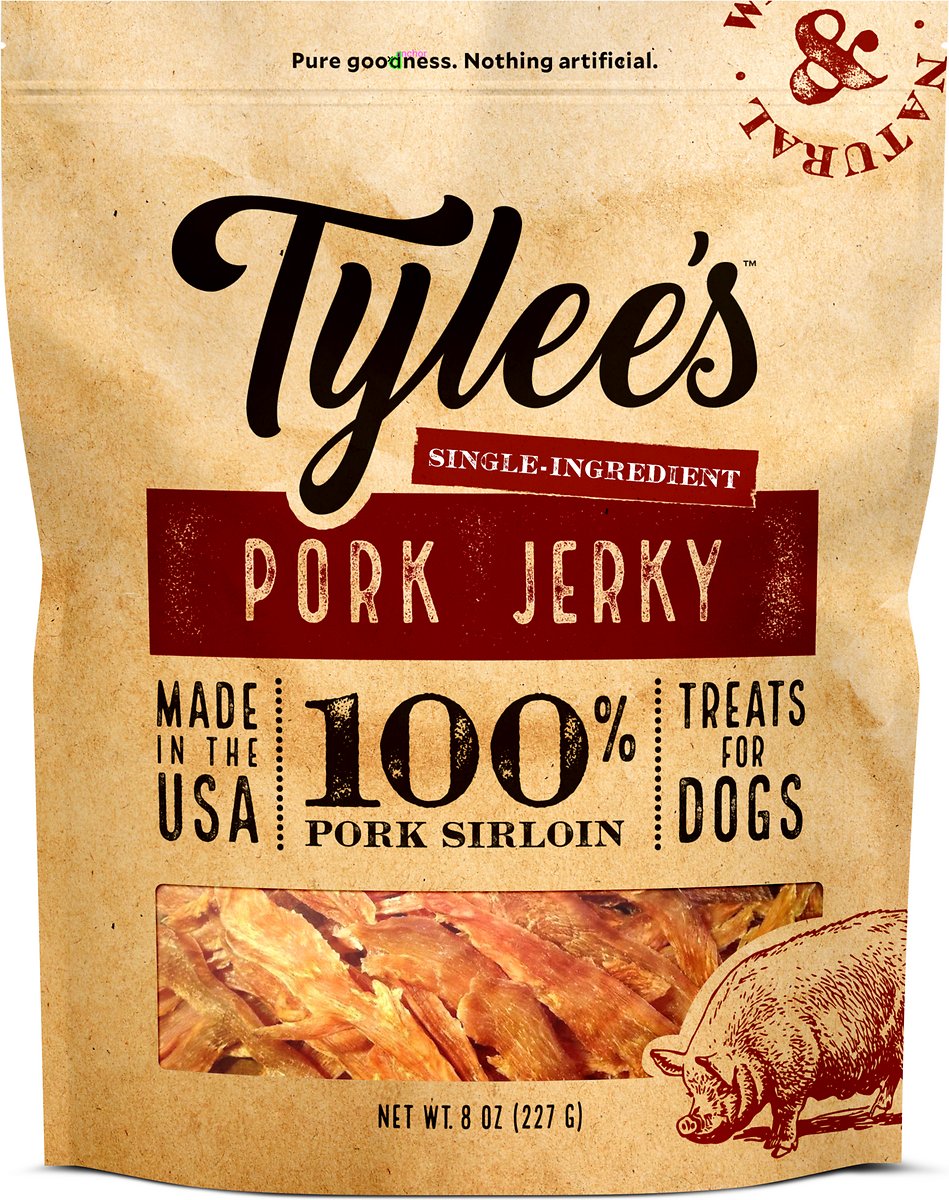 Pure goodness. Nothing artificial.
&
NATURAL
Tylee's™
SINGLE-INGREDIENT
PORK JERKY
MADE
IN THE
USA
100%
PORK SIRLOIN
TREATS
FOR
DOGS
NET WT. 8 OZ (227 G)